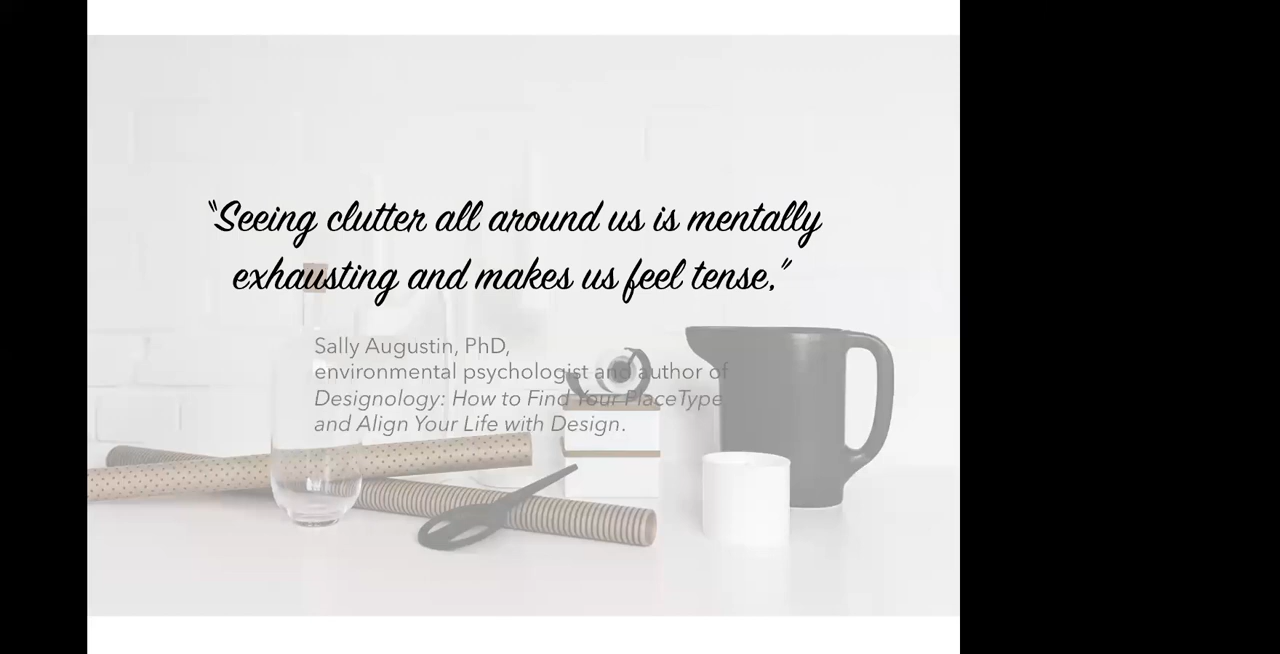 “Seeing clutter all around us is mentally
exhausting and makes us feel tense,”
Sally Augustin, PhD,
environmental psychologist and author of
Designology: How to Find Your PlaceType
and Align Your Life with Design.